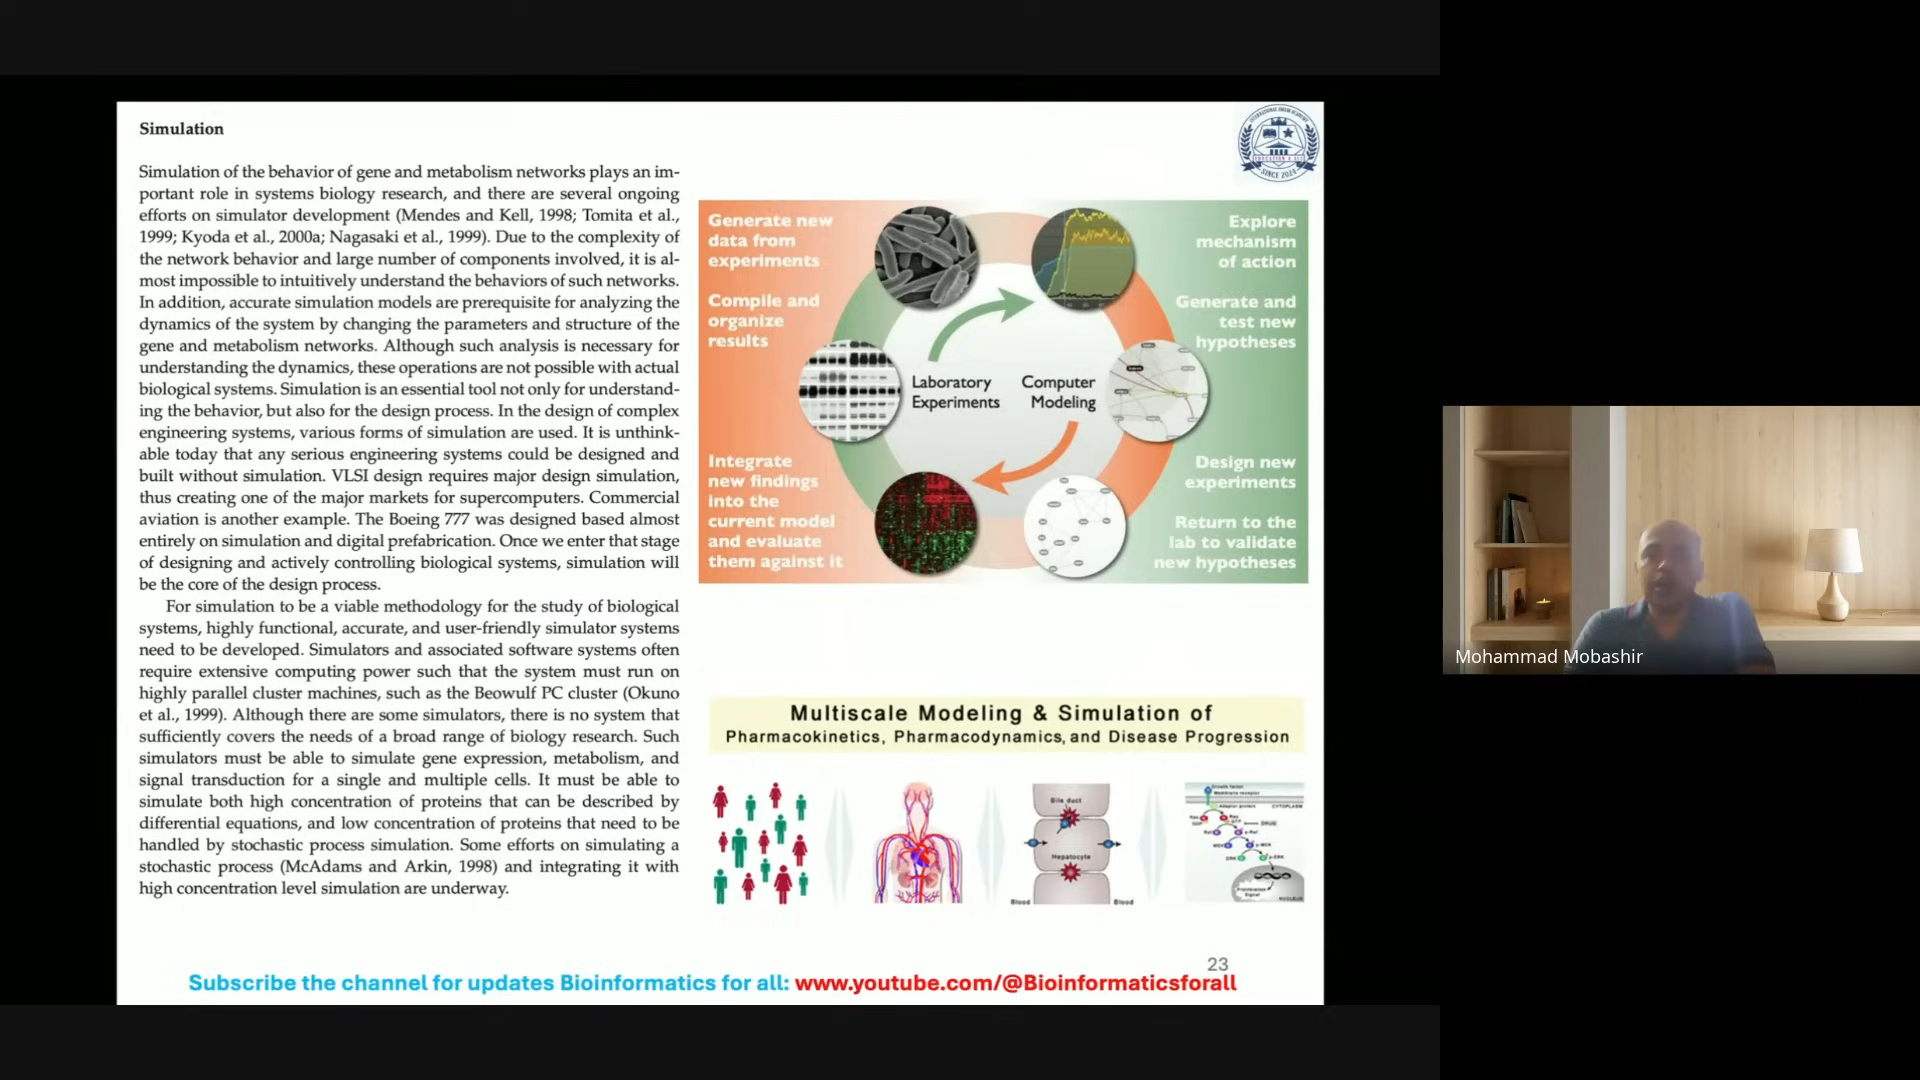 Simulation
Simulation of the behavior of gene and metabolism networks plays an im-
portant role in systems biology research, and there are several ongoing
efforts on simulator development (Mendes and Kell, 1998; Tomita et al.,
1999; Kyoda et al., 2000a; Nagasaki et al., 1999). Due to the complexity of
the network behavior and large number of components involved, it is al-
most impossible to intuitively understand the behaviors of such networks.
In addition, accurate simulation models are prerequisite for analyzing the
dynamics of the system by changing the parameters and structure of the
gene and metabolism networks. Although such analysis is necessary for
understanding the dynamics, these operations are not possible with actual
biological systems. Simulation is an essential tool not only for understand-
ing the behavior, but also for the design process. In the design of complex
engineering systems, various forms of simulation are used. It is unthink-
able today that any serious engineering systems could be designed and
built without simulation. VLSI design requires major design simulation,
thus creating one of the major markets for supercomputers. Commercial
aviation is another example. The Boeing 777 was designed based almost
entirely on simulation and digital prefabrication. Once we enter that stage
of designing and actively controlling biological systems, simulation will
be the core of the design process.
For simulation to be a viable methodology for the study of biological
systems, highly functional, accurate, and user-friendly simulator systems
need to be developed. Simulators and associated software systems often
require extensive computing power such that the system must run on
highly parallel cluster machines, such as the Beowulf PC cluster (Okuno
et al., 1999). Although there are some simulators, there is no system that
sufficiently covers the needs of a broad range of biology research. Such
simulators must be able to simulate gene expression, metabolism, and
signal transduction for a single and multiple cells. It must be able to
simulate both high concentration of proteins that can be described by
differential equations, and low concentration of proteins that need to be
handled by stochastic process simulation. Some efforts on simulating a
stochastic process (McAdams and Arkin, 1998) and integrating it with
high concentration level simulation are underway.
Generate new
data from
experiments
Compile and
organize
results
Integrate
new findings
into the
current model
and evaluate
them against it
Laboratory
Experiments
Computer
Modeling
Explore
mechanism
of action
Generate and
test new
hypotheses
Design new
experiments
Return to the
lab to validate
new hypotheses
Multiscale Modeling & Simulation of
Pharmacokinetics, Pharmacodynamics, and Disease Progression
Bile duct
Hepatocyte
Blood
Blood
Growth factor
Membrane receptor
Adaptor protein
CYTOPLASM
DRUG
Proliferation
Signal
NUCLEUS
SINCE 2024
23
Subscribe the channel for updates Bioinformatics for all: www.youtube.com/@Bioinformaticsforall
Mohammad Mobashir